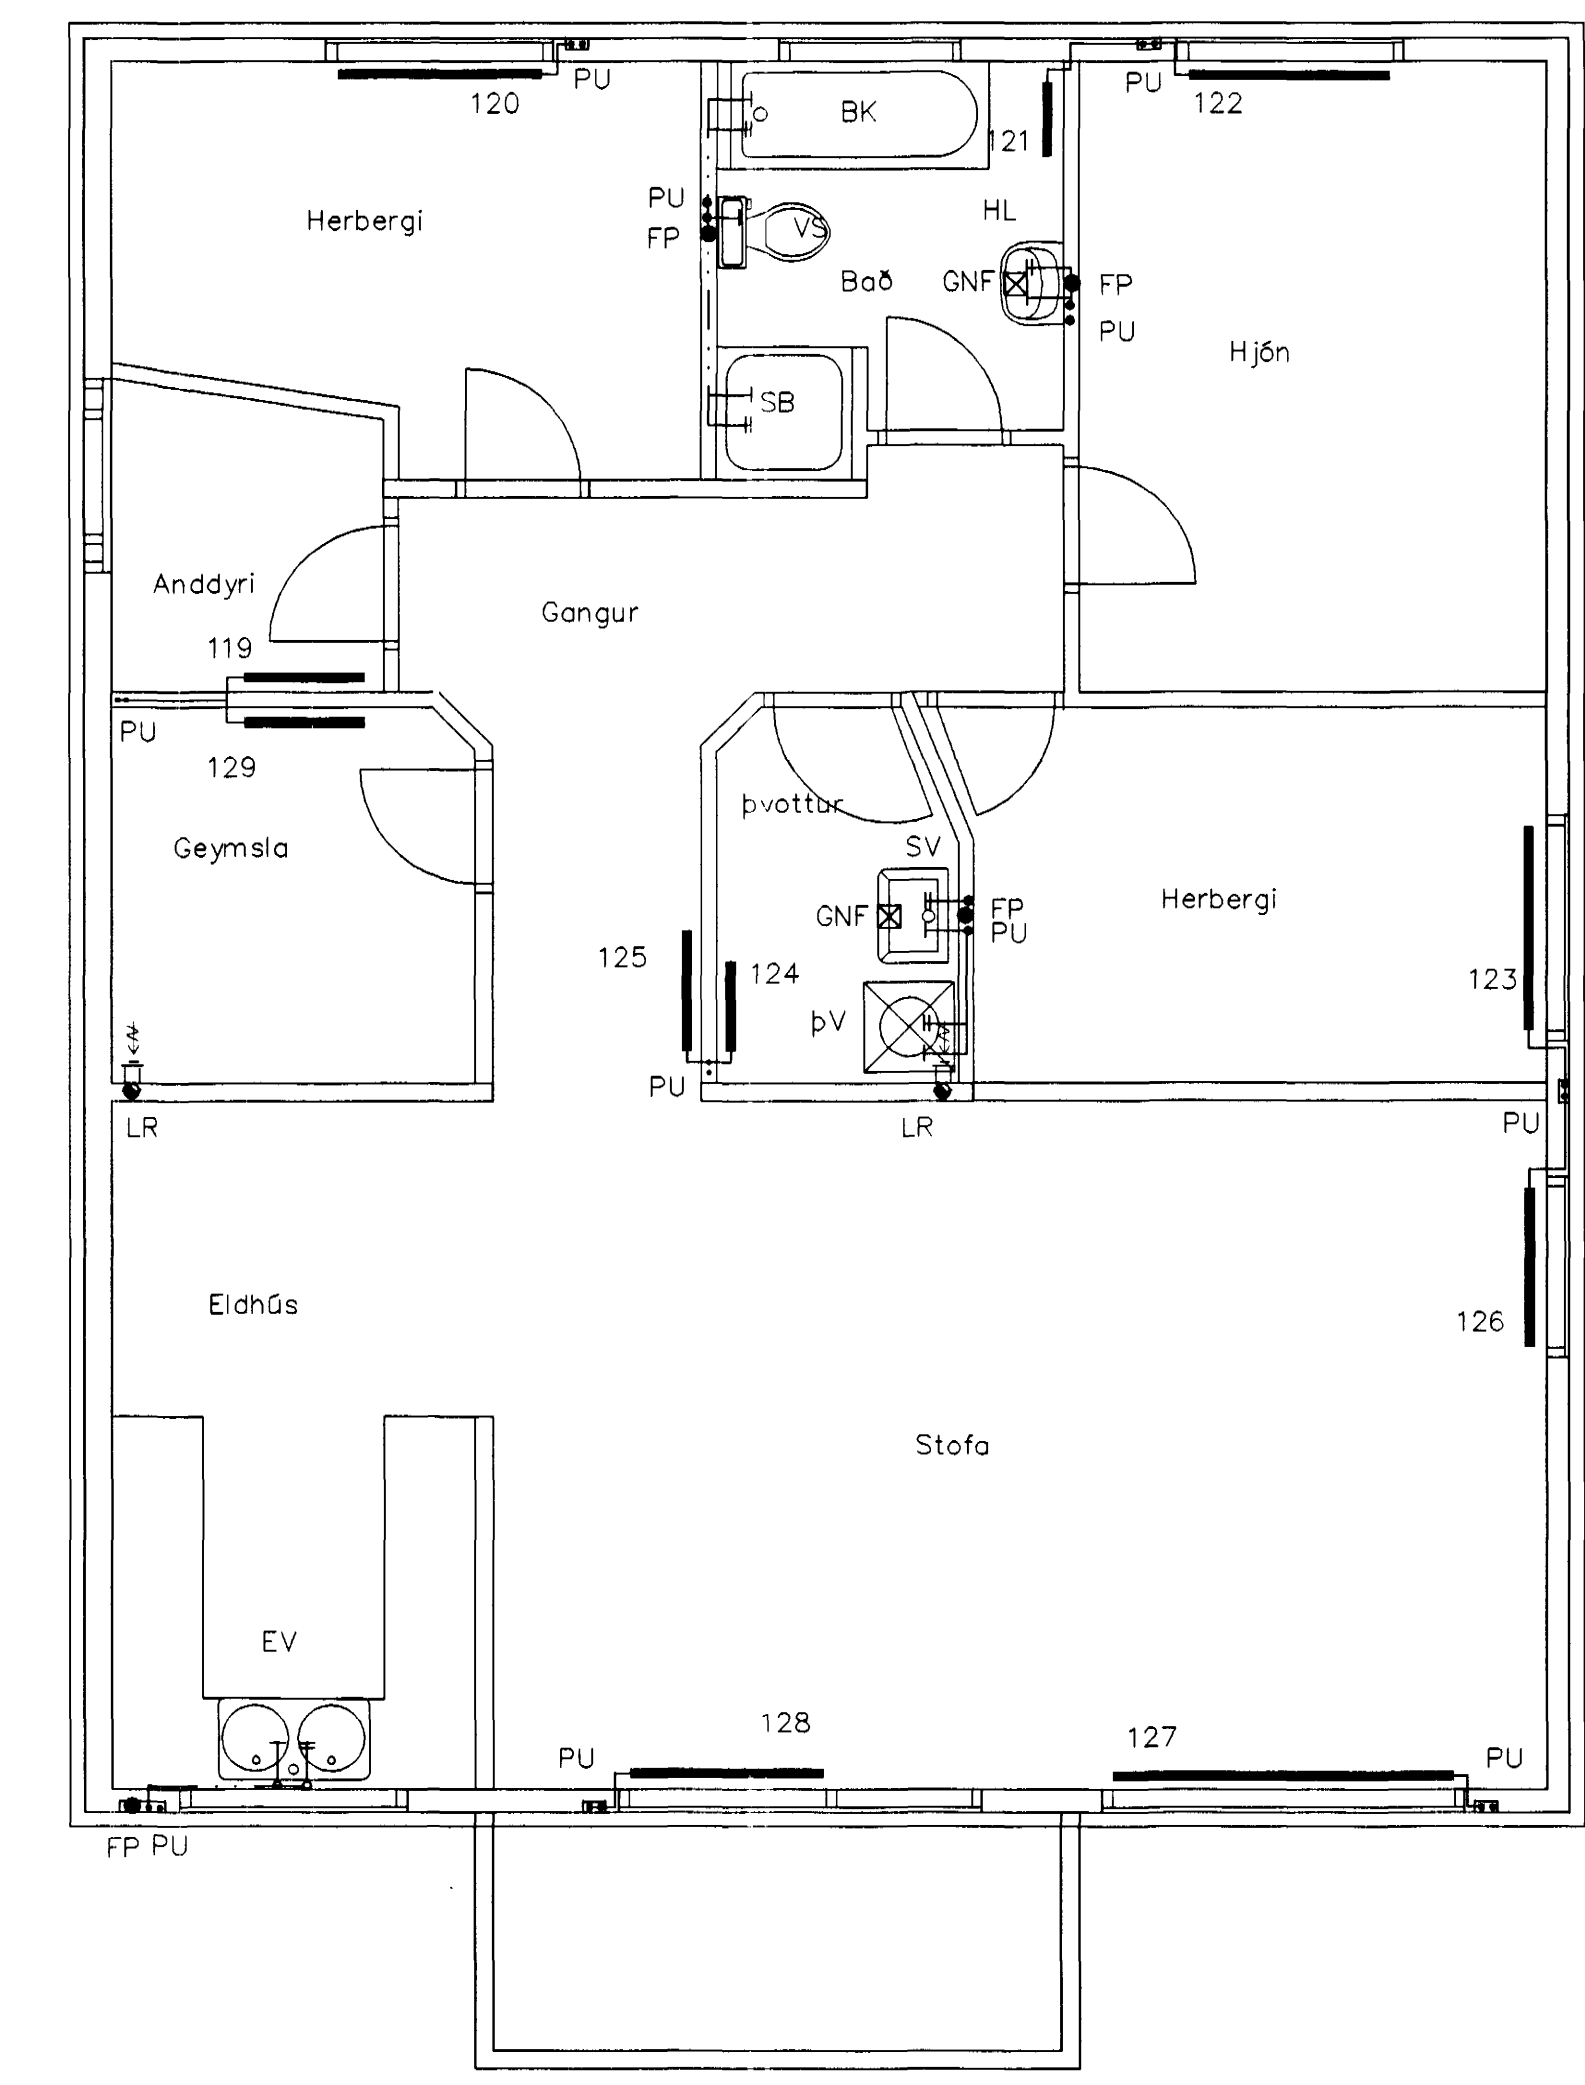 PU
120
BK
PU
122
121
PU
FP
VS
HL
Herbergi
Bað
GNF
FP
PU
Hjón
SB
Anddyri
Gangur
119
PU
129
þvottur
Geymsla
SV
GNF
FP
PU
Herbergi
125
124
123
þV
PU
LR
LR
PU
Eldhús
126
Stofa
EV
128
127
PU
PU
FP PU